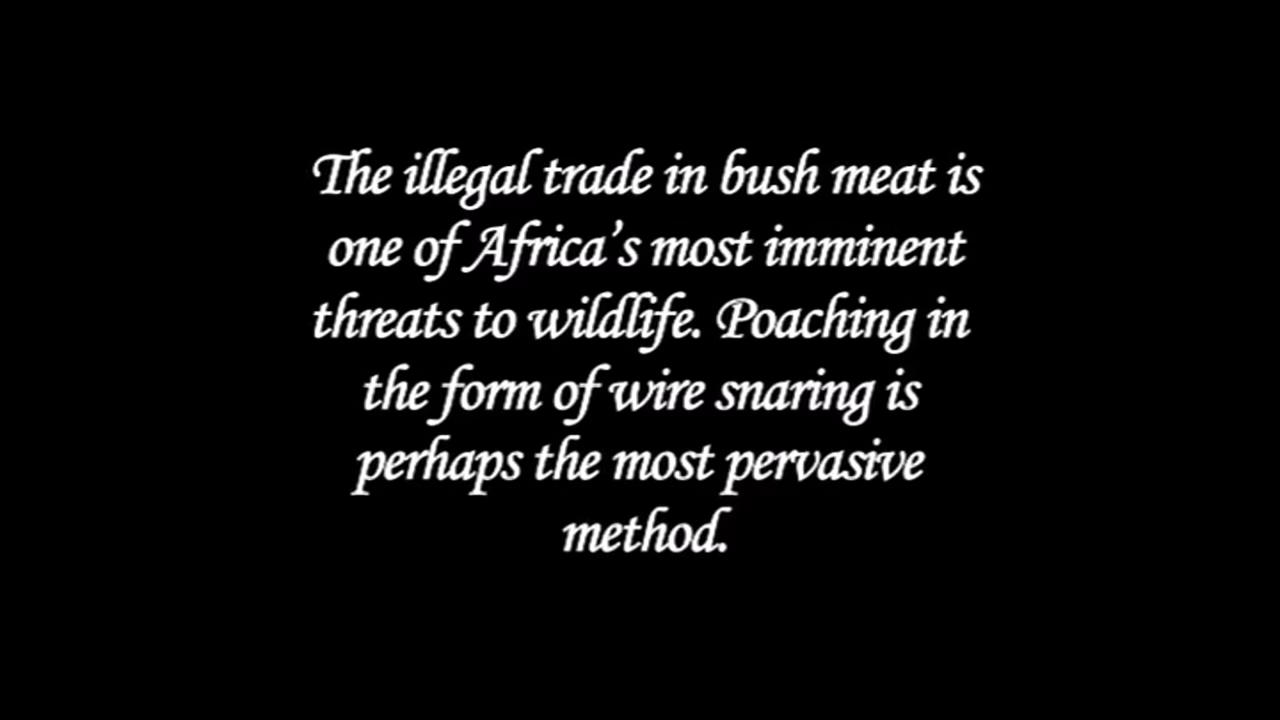 The illegal trade in bush meat is
one of Africa’s most imminent
threats to wildlife. Poaching in
the form of wire snaring is
perhaps the most pervasive
method.